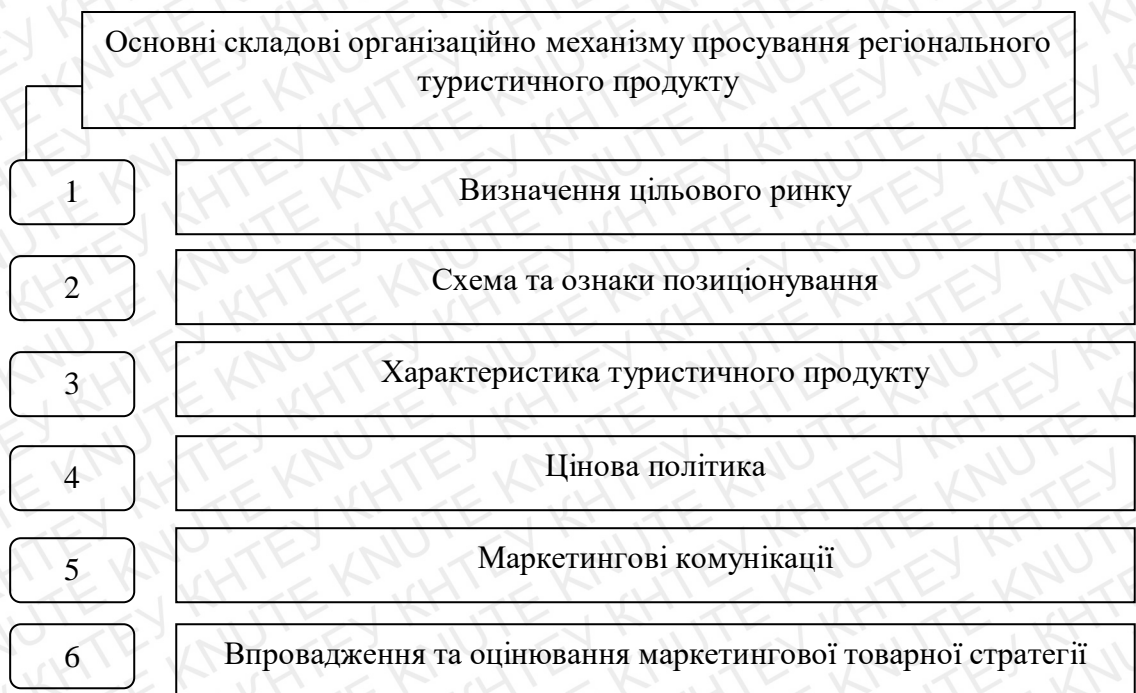 Основні складові організаційно механізму просування регіонального
туристичного продукту
1
Визначення цільового ринку
2
Схема та ознаки позиціонування
3
Характеристика туристичного продукту
4
Цінова політика
5
Маркетингові комунікації
6
Впровадження та оцінювання маркетингової товарної стратегії